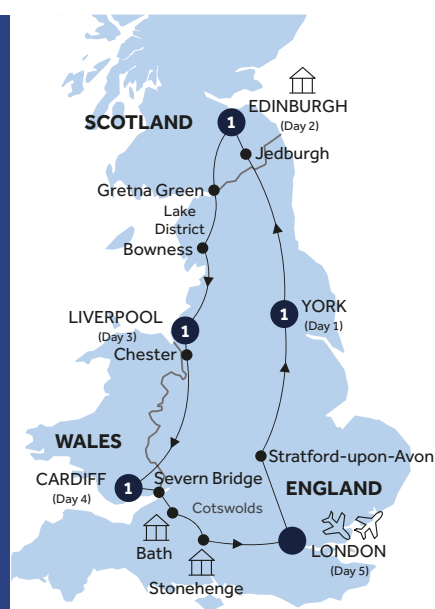 EDINBURGH
(Day 2)
SCOTLAND
1
Jedburgh
Gretna Green
Lake
District
Bowness
LIVERPOOL
(Day 3)
1
YORK
(Day 1)
1
Chester
WALES
Stratford-upon-Avon
CARDIFF
(Day 4)
1
Severn Bridge
ENGLAND
Cotswolds
Bath
LONDON
(Day 5)
Stonehenge